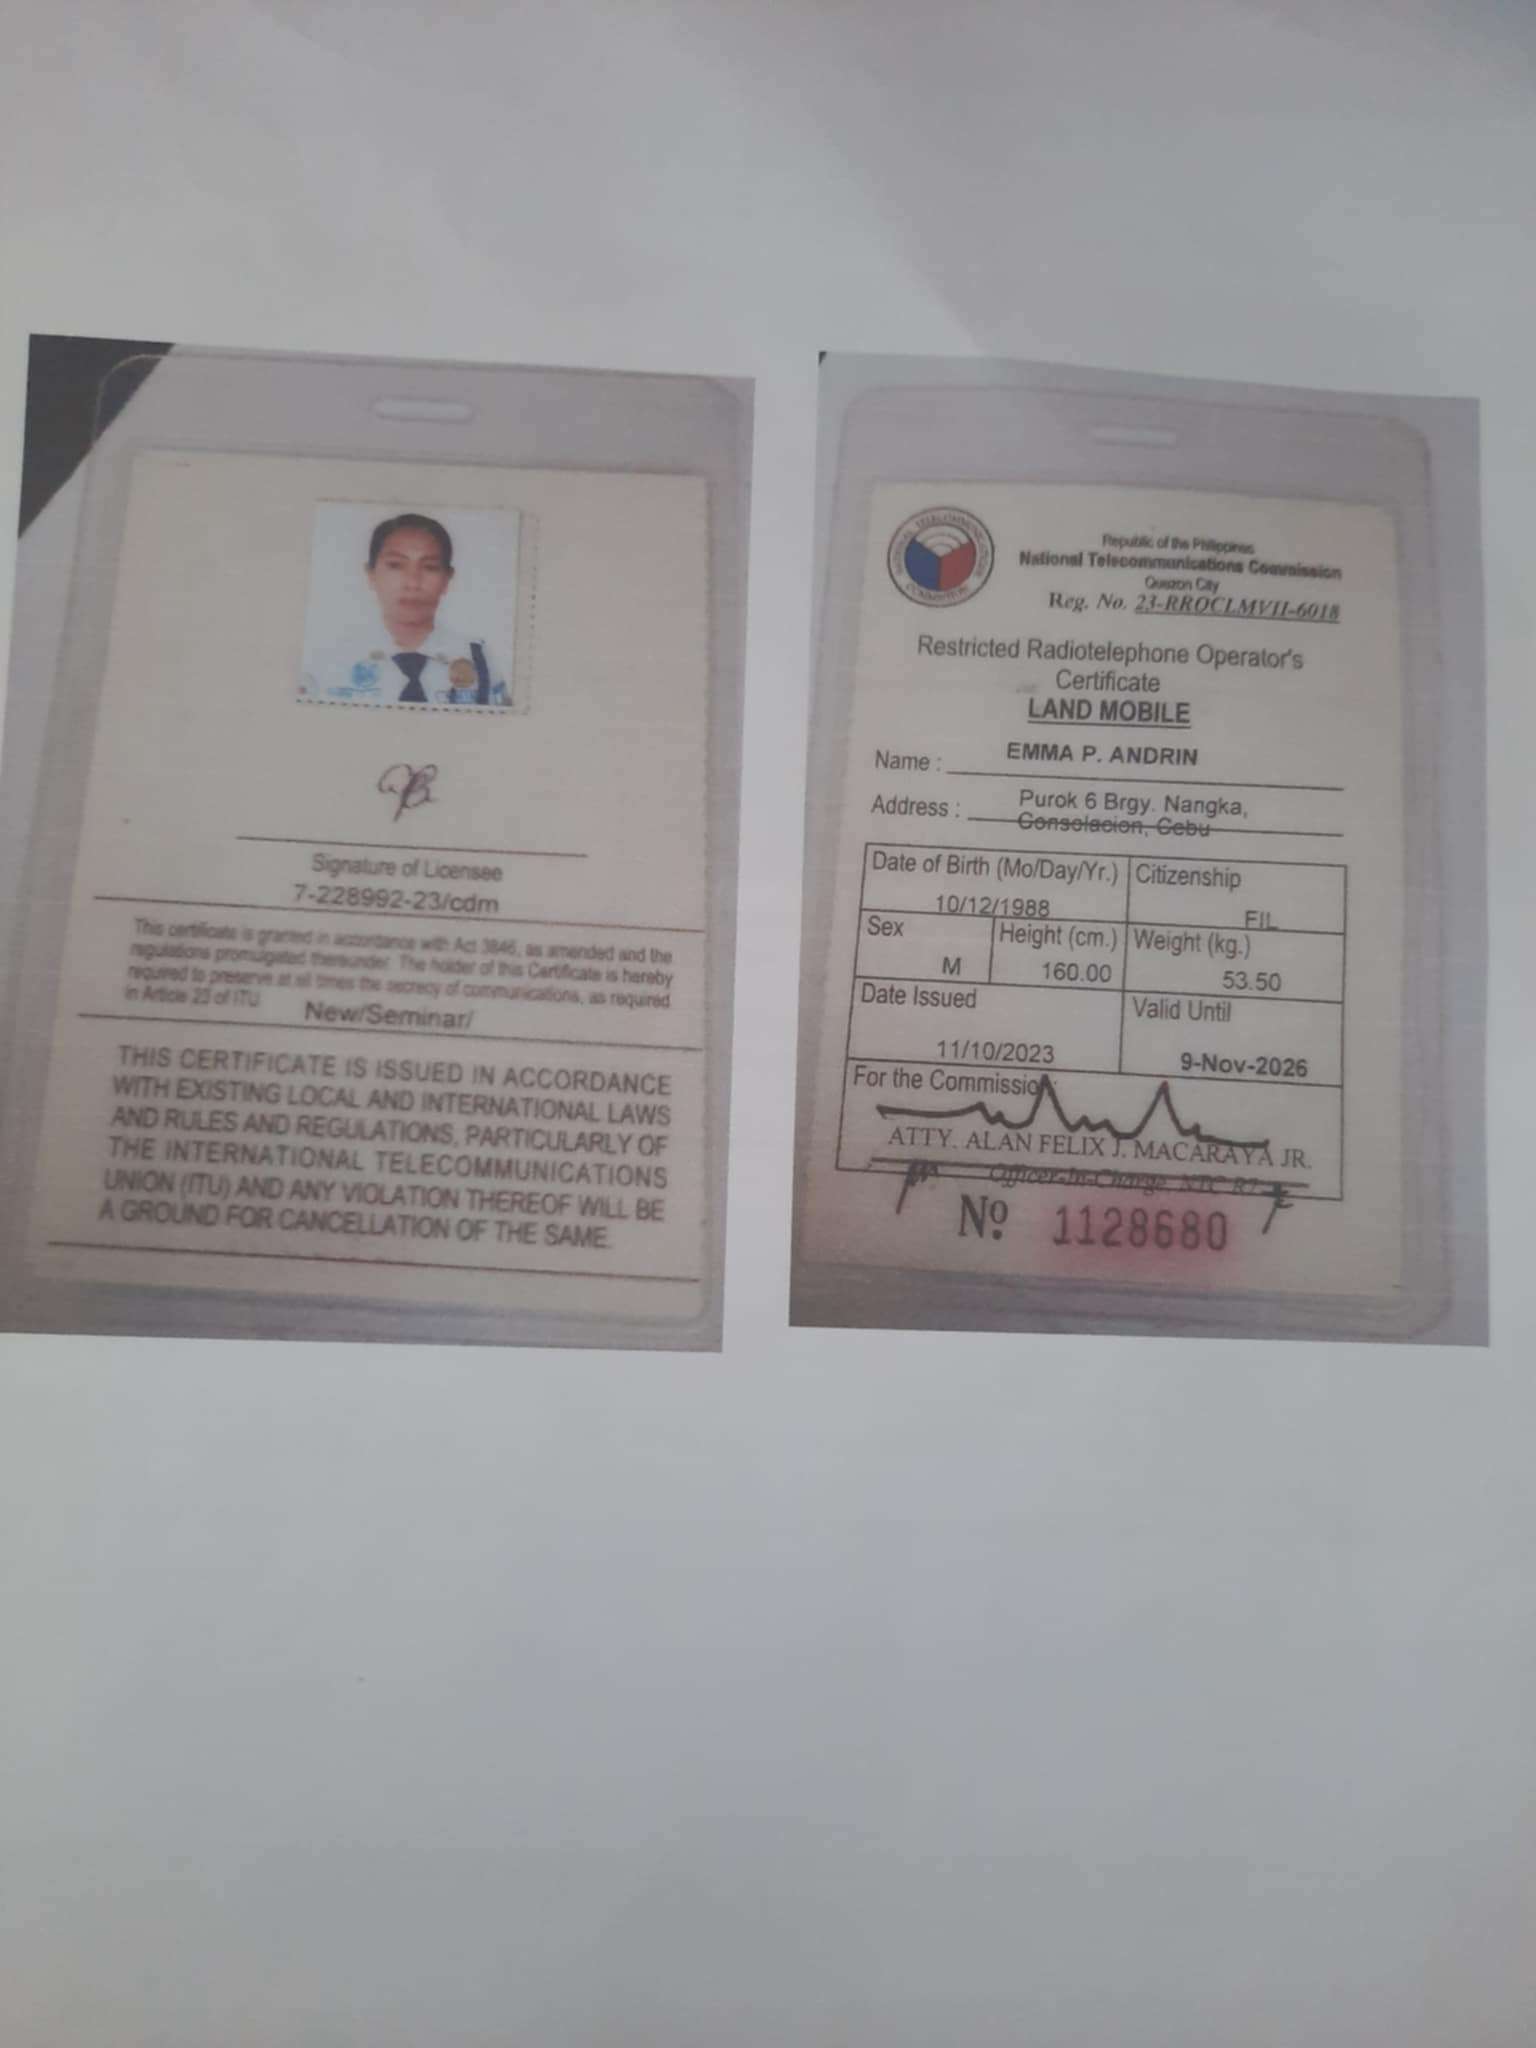 Signature of Licensee
7-228992-23/cdm
This certificate is granted in accordance with Act 3846, as amended and the
regulations promulgated thereunder. The holder of this Certificate is hereby
required to preserve at all times the secrecy of communications, as required
in Article 23 of ITU.
New/Seminar/
THIS CERTIFICATE IS ISSUED IN ACCORDANCE
WITH EXISTING LOCAL AND INTERNATIONAL LAWS
AND RULES AND REGULATIONS, PARTICULARLY OF
THE INTERNATIONAL TELECOMMUNICATIONS
UNION (ITU) AND ANY VIOLATION THEREOF WILL BE
A GROUND FOR CANCELLATION OF THE SAME.
NATIONAL TELECOMMUNICATIONS COMMISSION
Republic of the Philippines
National Telecommunications Commission
Quezon City
Reg. No. 23-RROCLMVII-6018
Restricted Radiotelephone Operator's
Certificate
LAND MOBILE
Name : EMMA P. ANDRIN
Address : Purok 6 Brgy. Nangka,
Consolacion, Cebu
Date of Birth (Mo/Day/Yr.) Citizenship
10/12/1988 FIL
Sex Height (cm.) Weight (kg.)
M 160.00 53.50
Date Issued Valid Until
11/10/2023 9-Nov-2026
For the Commission:
ATTY. ALAN FELIX J. MACARAYA JR.
Officer-In-Charge, NTC R7
No. 1128680